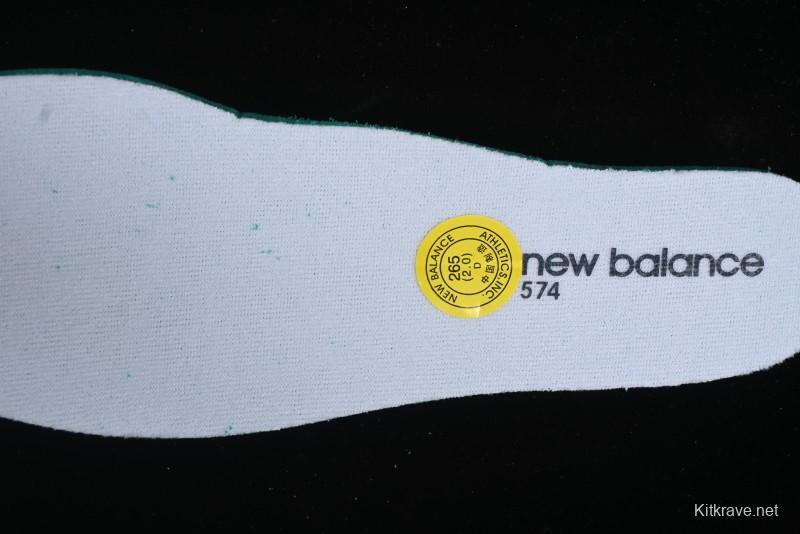 NEW BALANCE ATHLETICS.INC.
265
(2.0)
D
new balance
574
Kitkrave.net